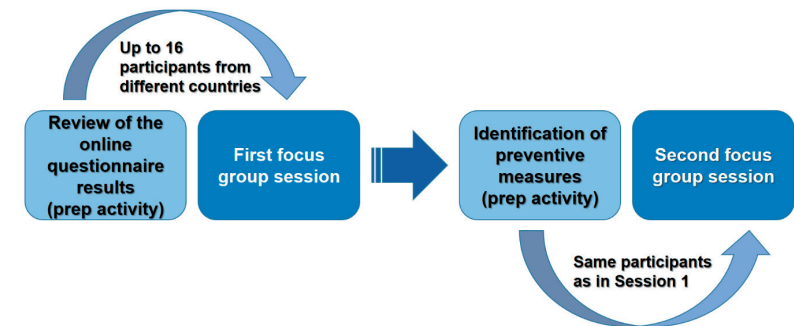 Up to 16
participants from
different countries
Review of the
online
questionnaire
results
(prep activity)
First focus
group session
Identification of
preventive
measures
(prep activity)
Second focus
group session
Same participants
as in Session 1